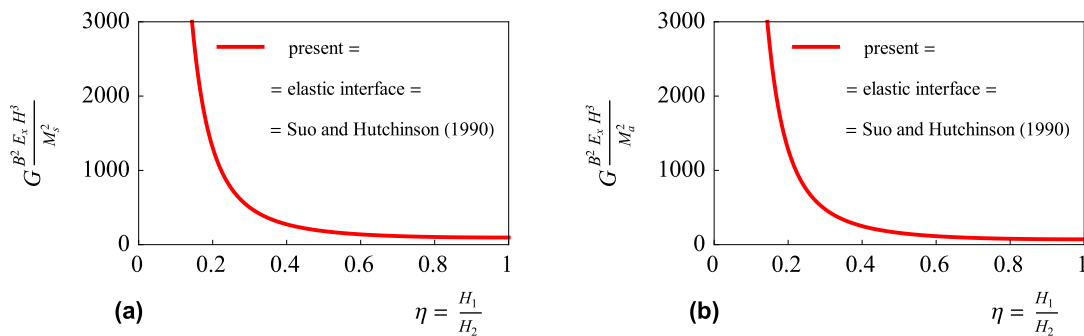 3000
2000
1000
0
0 0.2 0.4 0.6 0.8 1
present =
= elastic interface =
= Suo and Hutchinson (1990)
G B² Eₓ H³ / Mₛ²
(a)
η = H₁ / H₂
3000
2000
1000
0
0 0.2 0.4 0.6 0.8 1
present =
= elastic interface =
= Suo and Hutchinson (1990)
G B² Eₓ H³ / Mₐ²
(b)
η = H₁ / H₂